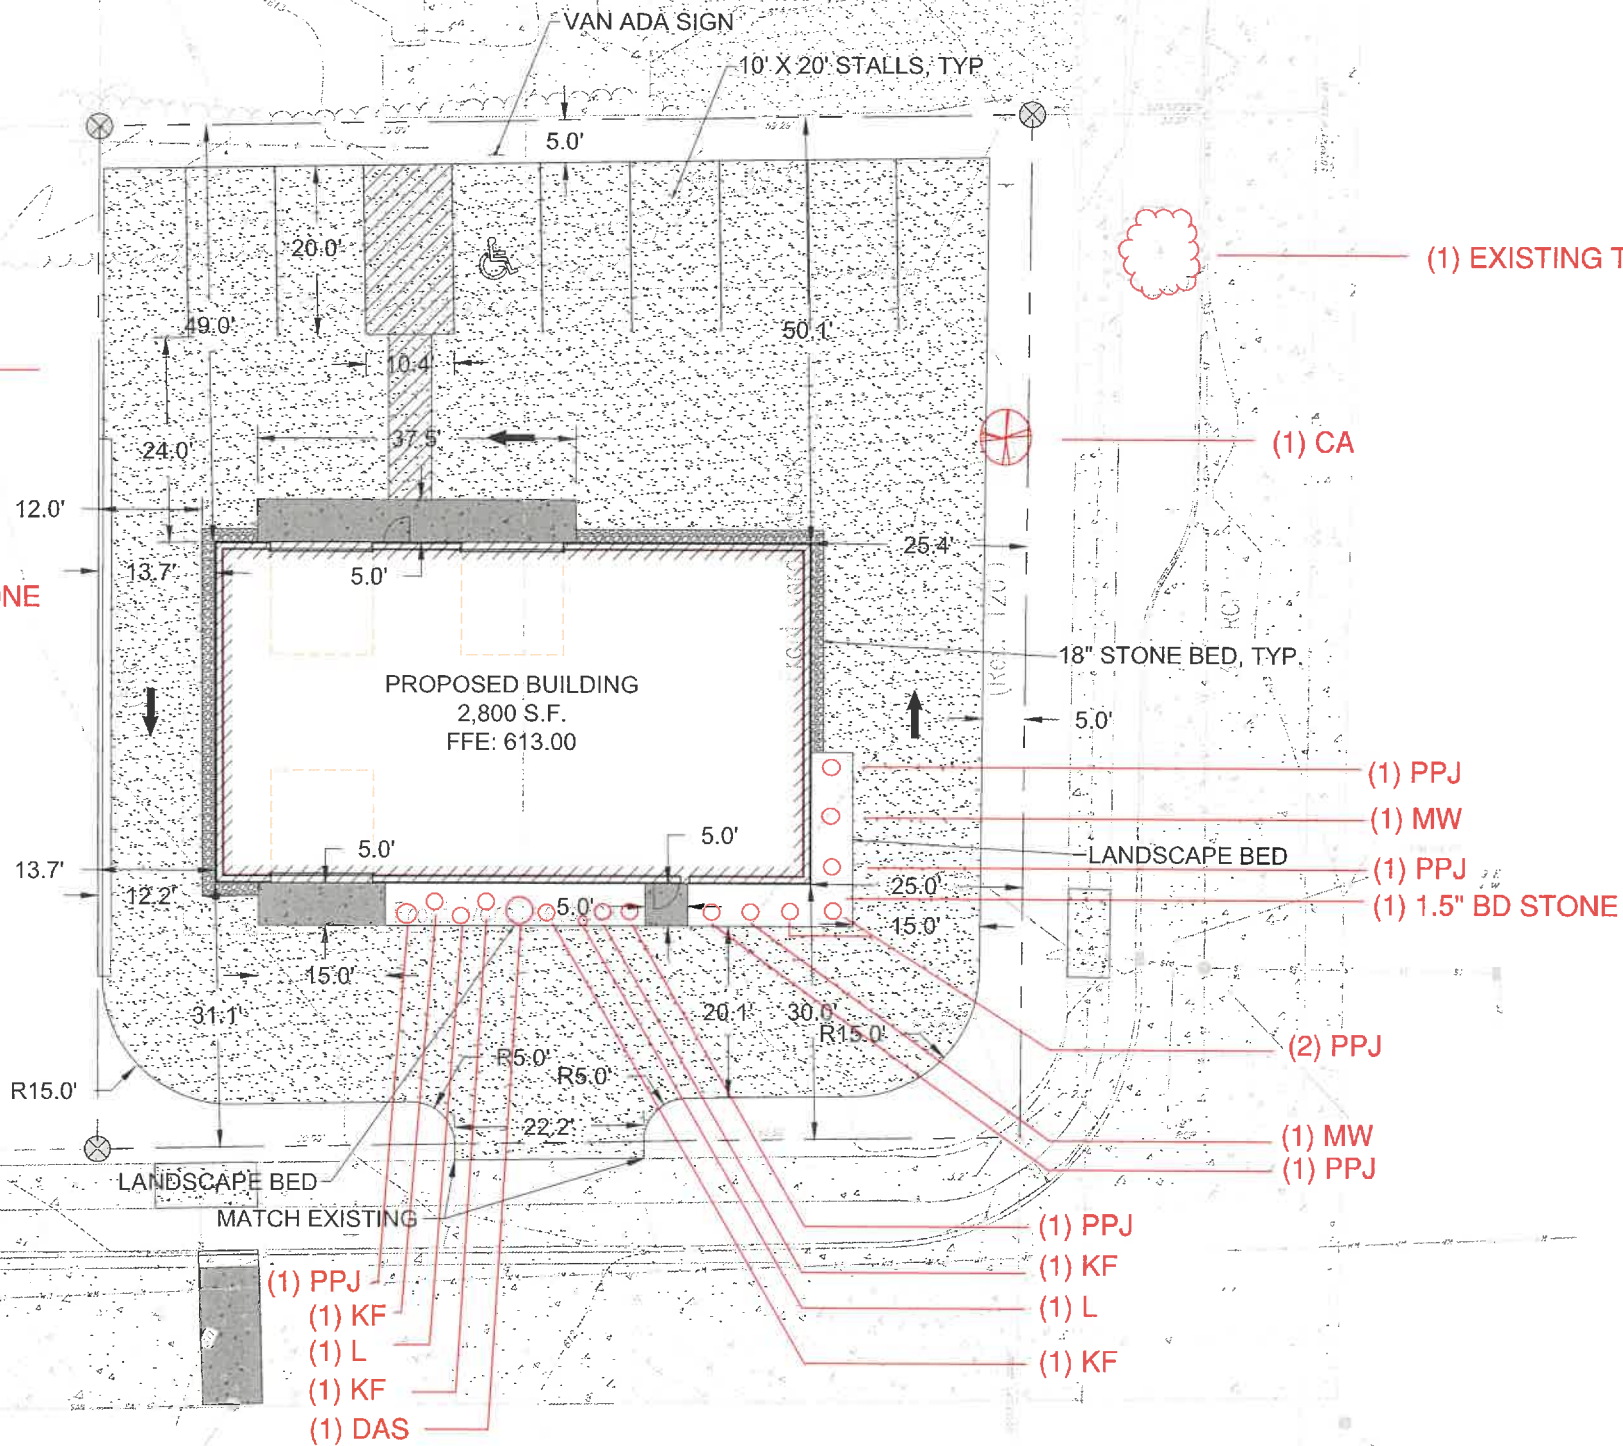 VAN ADA SIGN
10' X 20' STALLS, TYP
5.0'
20.0'
49.0'
50.1'
(1) EXISTING T
10.4'
37.5'
24.0'
(1) CA
12.0'
25.4'
13.7'
5.0'
NE
18" STONE BED, TYP.
PROPOSED BUILDING
2,800 S.F.
FFE: 613.00
5.0'
(1) PPJ
(1) MW
5.0'
5.0'
LANDSCAPE BED
13.7'
(1) PPJ
12.2'
25.0'
5.0'
(1) 1.5" BD STONE
15.0'
15.0'
31.1'
20.1'
30.0'
R15.0'
(2) PPJ
R5.0'
R5.0'
R15.0'
22.2'
(1) MW
(1) PPJ
LANDSCAPE BED
MATCH EXISTING
(1) PPJ
(1) KF
(1) L
(1) KF
(1) PPJ
(1) KF
(1) L
(1) KF
(1) DAS